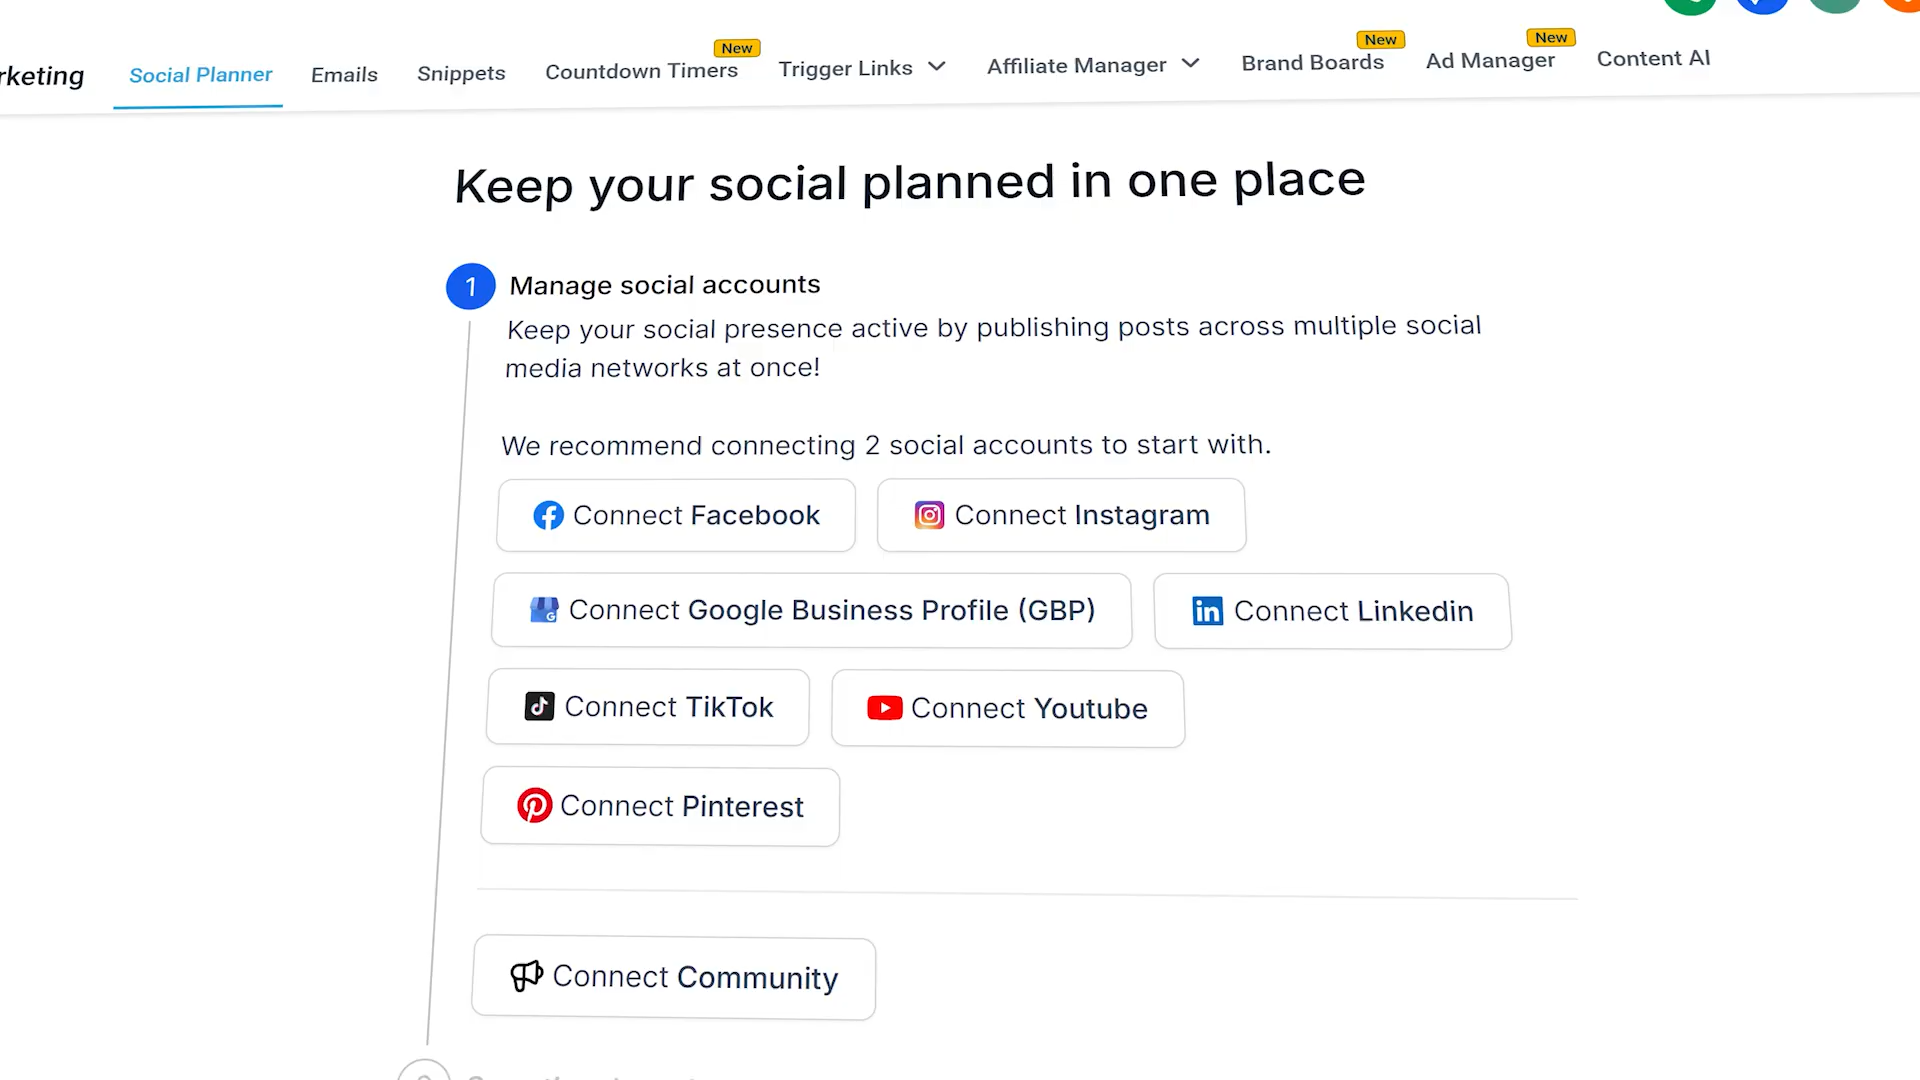 rketing
Social Planner
Emails
Snippets
Countdown Timers
New
Trigger Links
Affiliate Manager
Brand Boards
New
Ad Manager
New
Content AI
Keep your social planned in one place
1
Manage social accounts
Keep your social presence active by publishing posts across multiple social
media networks at once!
We recommend connecting 2 social accounts to start with.
Connect Facebook
Connect Instagram
Connect Google Business Profile (GBP)
Connect Linkedin
Connect TikTok
Connect Youtube
Connect Pinterest
Connect Community